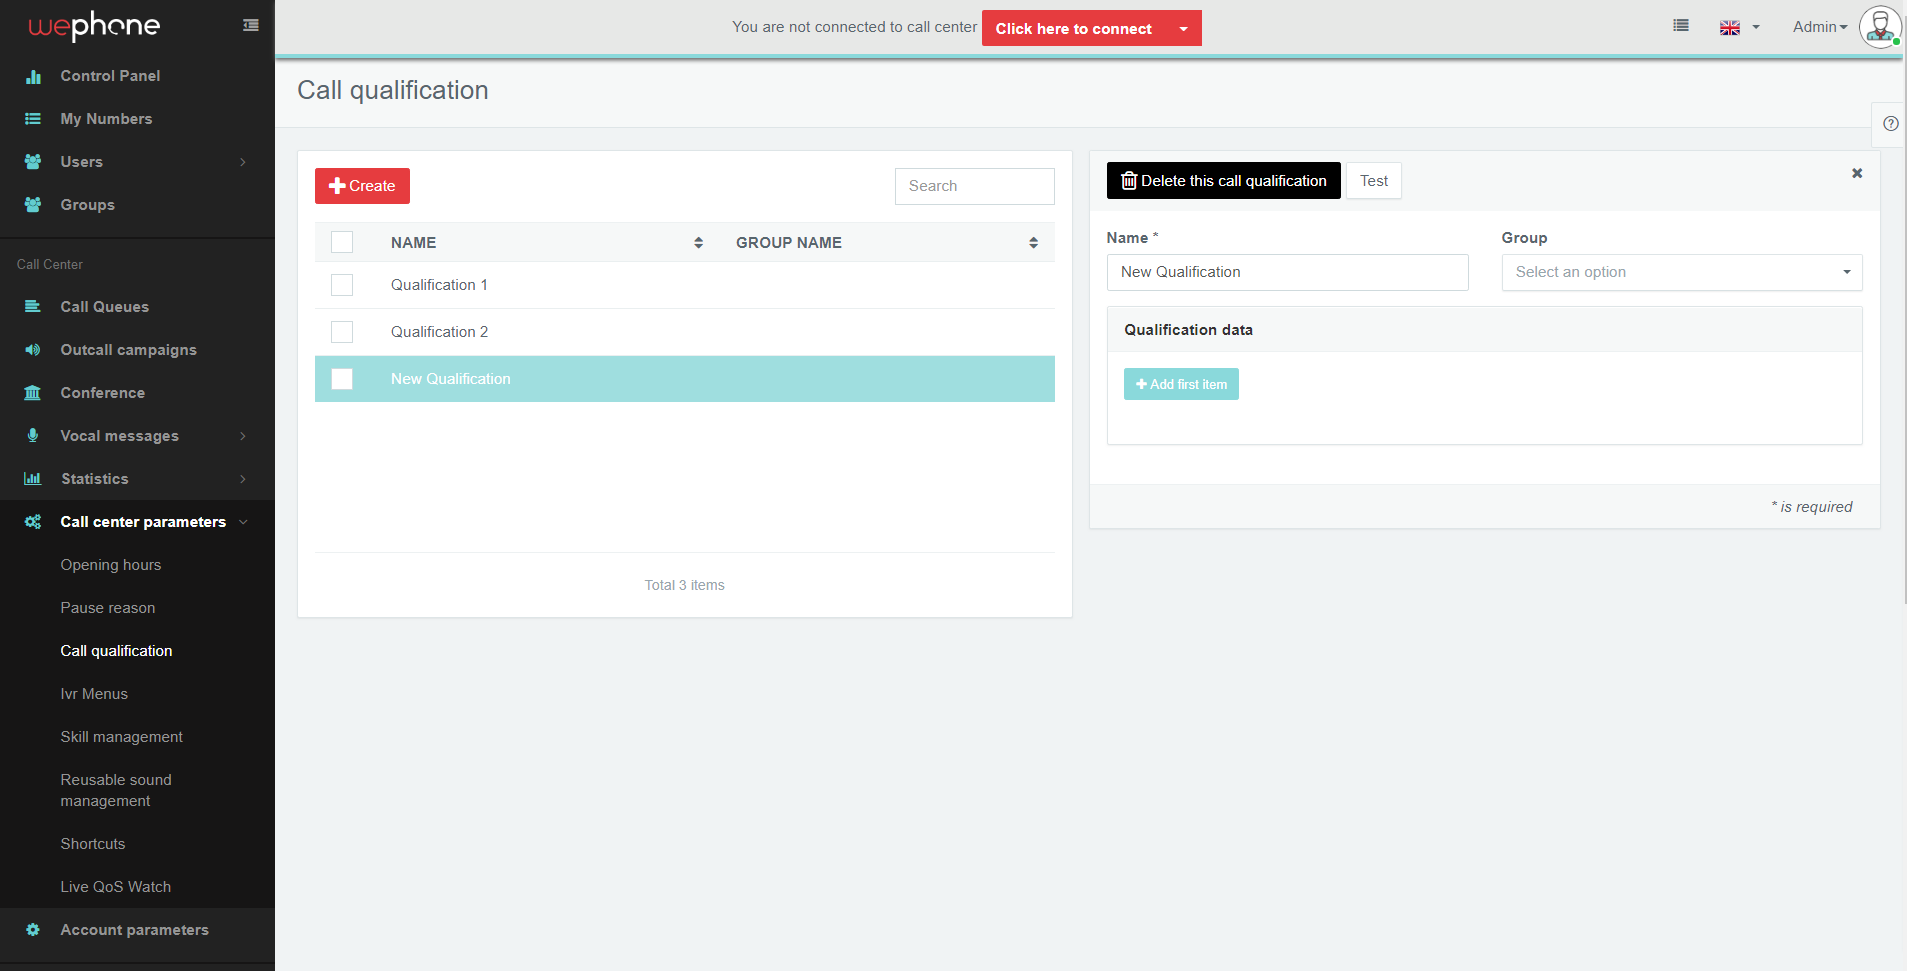 wephone
Control Panel
My Numbers
Users
Groups
Call Center
Call Queues
Outcall campaigns
Conference
Vocal messages
Statistics
Call center parameters
Opening hours
Pause reason
Call qualification
Ivr Menus
Skill management
Reusable sound
management
Shortcuts
Live QoS Watch
Account parameters
You are not connected to call center Click here to connect
Admin
Call qualification
Create
Search
NAME GROUP NAME
Qualification 1
Qualification 2
New Qualification
Total 3 items
Delete this call qualification Test
Name * Group
New Qualification Select an option
Qualification data
Add first item
* is required